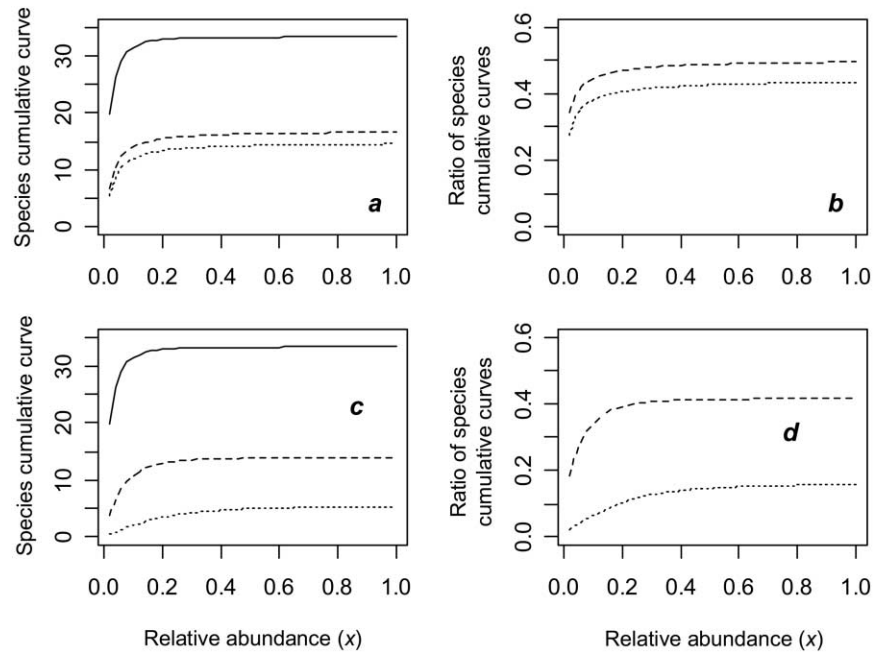 Species cumulative curve
30
20
10
0
0.0 0.2 0.4 0.6 0.8 1.0
a
Ratio of species
cumulative curves
0.6
0.4
0.2
0.0
0.0 0.2 0.4 0.6 0.8 1.0
b
Species cumulative curve
30
20
10
0
0.0 0.2 0.4 0.6 0.8 1.0
c
Relative abundance (x)
Ratio of species
cumulative curves
0.6
0.4
0.2
0.0
0.0 0.2 0.4 0.6 0.8 1.0
d
Relative abundance (x)